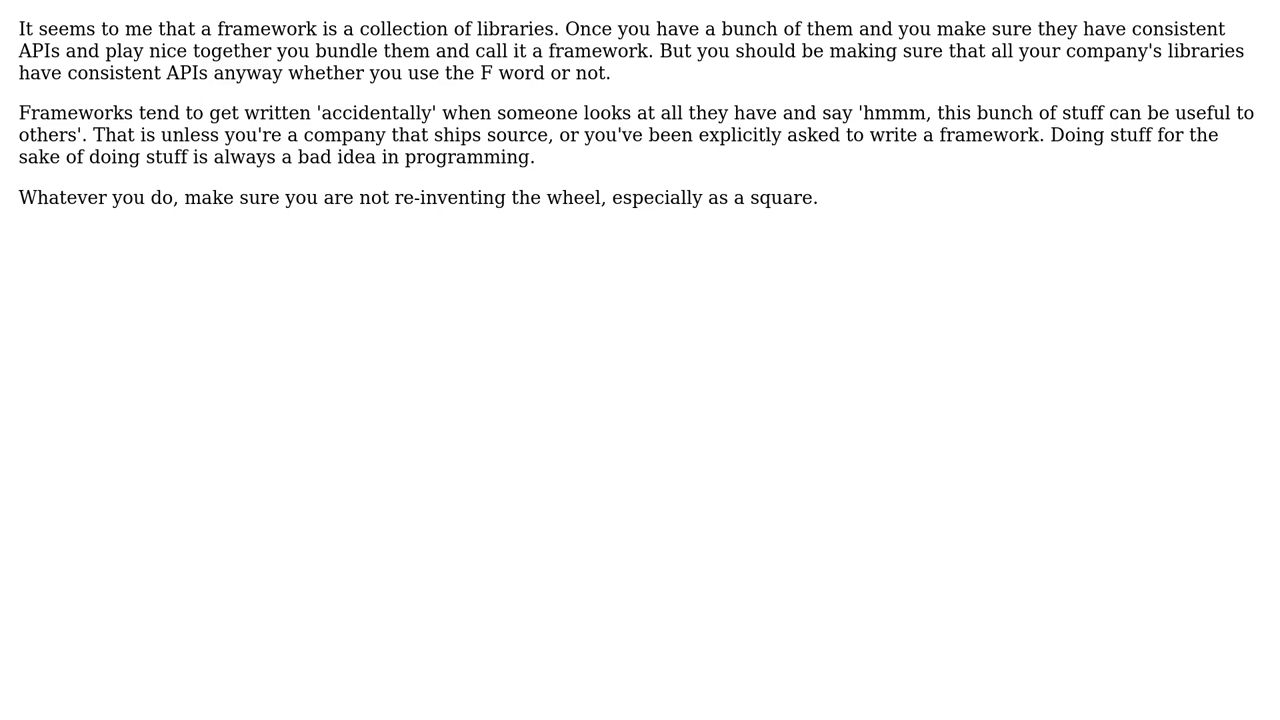 It seems to me that a framework is a collection of libraries. Once you have a bunch of them and you make sure they have consistent
APIs and play nice together you bundle them and call it a framework. But you should be making sure that all your company's libraries
have consistent APIs anyway whether you use the F word or not.
Frameworks tend to get written 'accidentally' when someone looks at all they have and say 'hmmm, this bunch of stuff can be useful to
others'. That is unless you're a company that ships source, or you've been explicitly asked to write a framework. Doing stuff for the
sake of doing stuff is always a bad idea in programming.
Whatever you do, make sure you are not re-inventing the wheel, especially as a square.